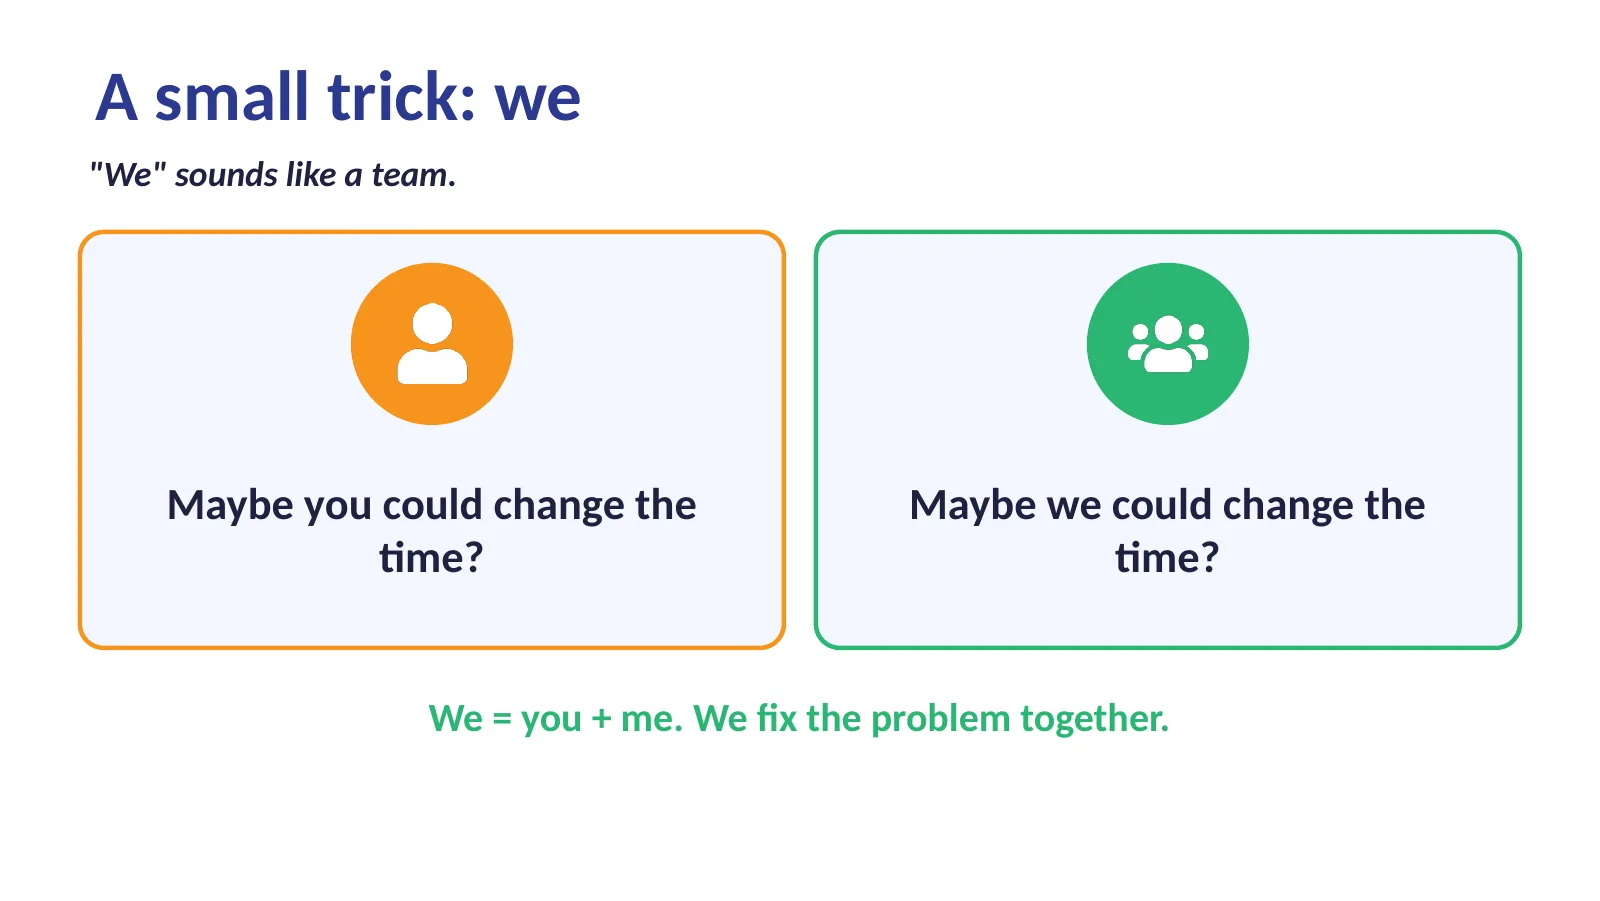 A small trick: we
"We" sounds like a team.
Maybe you could change the
time?
Maybe we could change the
time?
We = you + me. We fix the problem together.